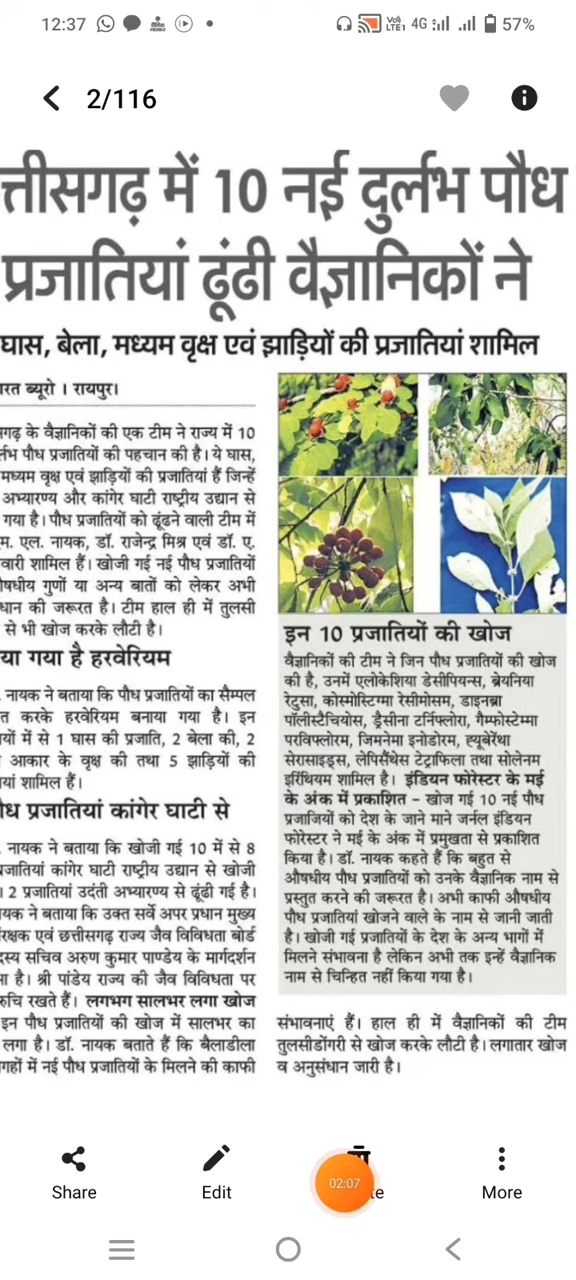 12:37
4G 57%
2/116
त्तीसगढ़ में 10 नई दुर्लभ पौध
प्रजातियां ढूंढी वैज्ञानिकों ने
घास, बेला, मध्यम वृक्ष एवं झाड़ियों की प्रजातियां शामिल
रत ब्यूरो । रायपुर।
गढ़ के वैज्ञानिकों की एक टीम ने राज्य में 10
र्लभ पौध प्रजातियों की पहचान की है। ये घास,
मध्यम वृक्ष एवं झाड़ियों की प्रजातियां हैं जिन्हें
अभ्यारण्य और कांगेर घाटी राष्ट्रीय उद्यान से
गया है। पौध प्रजातियों को ढूंढने वाली टीम में
म. एल. नायक, डॉ. राजेन्द्र मिश्र एवं डॉ. ए.
वारी शामिल हैं। खोजी गई नई पौध प्रजातियों
षधीय गुणों या अन्य बातों को लेकर अभी
धान की जरूरत है। टीम हाल ही में तुलसी
से भी खोज करके लौटी है।
या गया है हरवेरियम
नायक ने बताया कि पौध प्रजातियों का सैम्पल
त करके हरवेरियम बनाया गया है। इन
यों में से 1 घास की प्रजाति, 2 बेला की, 2
आकार के वृक्ष की तथा 5 झाड़ियों की
यां शामिल हैं।
ध प्रजातियां कांगेर घाटी से
नायक ने बताया कि खोजी गई 10 में से 8
प्रजातियां कांगेर घाटी राष्ट्रीय उद्यान से खोजी
। 2 प्रजातियां उदंती अभ्यारण्य से ढूंढी गई है।
यक ने बताया कि उक्त सर्वे अपर प्रधान मुख्य
रक्षक एवं छत्तीसगढ़ राज्य जैव विविधता बोर्ड
दस्य सचिव अरुण कुमार पाण्डेय के मार्गदर्शन
आ है। श्री पांडेय राज्य की जैव विविधता पर
रुचि रखते हैं। लगभग सालभर लगा खोज
इन पौध प्रजातियों की खोज में सालभर का
लगा है। डॉ. नायक बताते हैं कि बैलाडीला
गहों में नई पौध प्रजातियों के मिलने की काफी
इन 10 प्रजातियों की खोज
वैज्ञानिकों की टीम ने जिन पौध प्रजातियों की खोज
की है, उनमें एलोकेशिया डेसीपियन्स, ब्रेयनिया
रेटुसा, कोस्मोस्टिग्मा रेसीमोसम, डाइनब्रा
पॉलीस्टैचियोस, ड्रैसीना टर्निफ्लोरा, गैम्फोस्टेम्मा
परविफ्लोरम, जिमनेमा इनोडोरम, ह्यूबेरेंथा
सेरासाइड्स, लेपिसैंथेस टेट्राफिला तथा सोलेनम
इरिंथियम शामिल है। इंडियन फोरेस्टर के मई
के अंक में प्रकाशित - खोज गई 10 नई पौध
प्रजाजियों को देश के जाने माने जर्नल इंडियन
फोरेस्टर ने मई के अंक में प्रमुखता से प्रकाशित
किया है। डॉ. नायक कहते हैं कि बहुत से
औषधीय पौध प्रजातियों को उनके वैज्ञानिक नाम से
प्रस्तुत करने की जरूरत है। अभी काफी औषधीय
पौध प्रजातियां खोजने वाले के नाम से जानी जाती
है। खोजी गई प्रजातियों के देश के अन्य भागों में
मिलने संभावना है लेकिन अभी तक इन्हें वैज्ञानिक
नाम से चिन्हित नहीं किया गया है।
संभावनाएं हैं। हाल ही में वैज्ञानिकों की टीम
तुलसीडोंगरी से खोज करके लौटी है। लगातार खोज
व अनुसंधान जारी है।
Share Edit te More
02:07